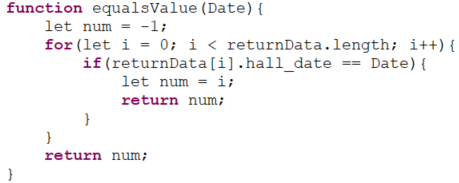 function equalsValue(Date){
    let num = -1;
    for(let i = 0; i < returnData.length; i++){
        if(returnData[i].hall_date == Date){
            let num = i;
            return num;
        }
    }
    return num;
}